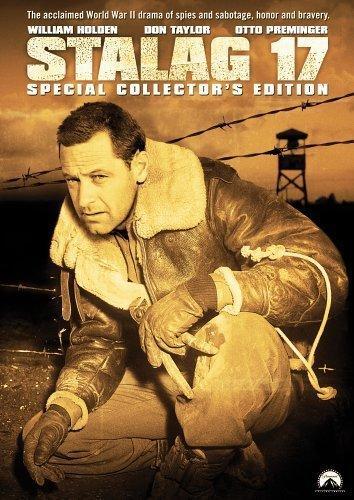 The acclaimed World War II drama of spies and sabotage, honor and bravery.
WILLIAM HOLDEN DON TAYLOR OTTO PREMINGER
STALAG 17
SPECIAL COLLECTOR'S EDITION